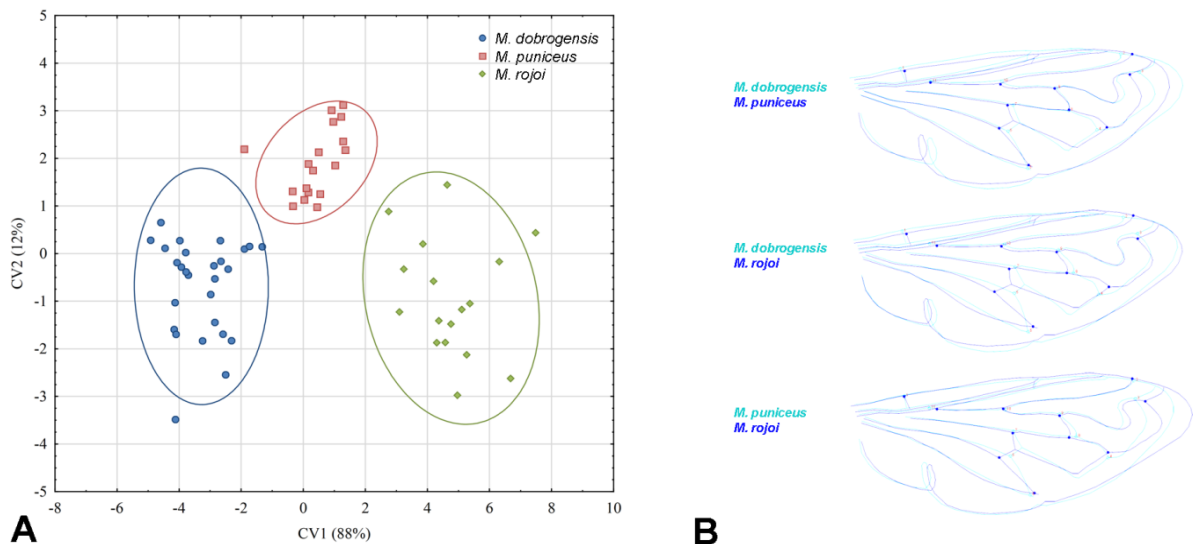 5
4
3
2
1
0
-1
-2
-3
-4
-5
CV2 (12%)
M. dobrogensis
M. puniceus
M. rojoi
-8
-6
-4
-2
0
2
4
6
8
10
CV1 (88%)
A
M. dobrogensis
M. puniceus
M. dobrogensis
M. rojoi
M. puniceus
M. rojoi
B